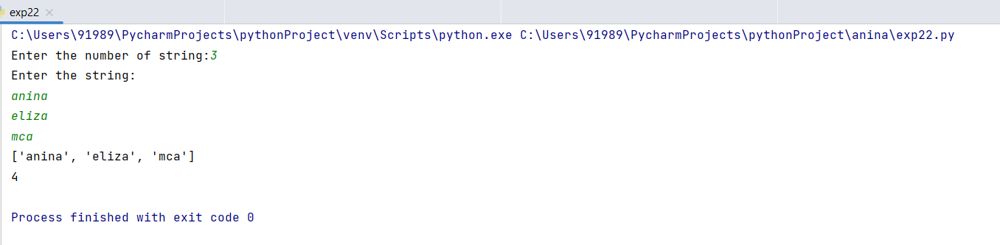 exp22
C:\Users\91989\PycharmProjects\pythonProject\venv\Scripts\python.exe C:\Users\91989\PycharmProjects\pythonProject\anina\exp22.py
Enter the number of string:3
Enter the string:
anina
eliza
mca
['anina', 'eliza', 'mca']
4
Process finished with exit code 0